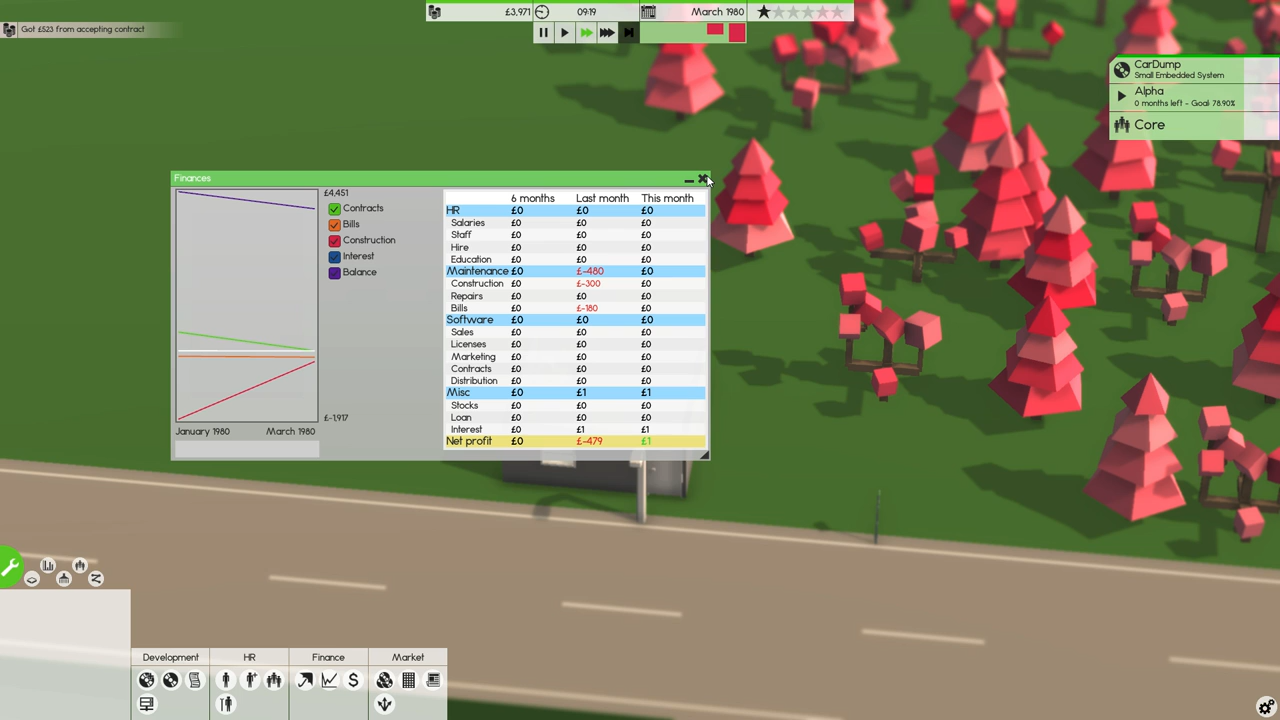 £3,971
09:19
March 1980
Got £523 from accepting contract
CarDump
Small Embedded System
Alpha
0 months left - Goal: 78.90%
Core
Finances
£4,451
Contracts
Bills
Construction
Interest
Balance
£-1,917
January 1980 March 1980
6 months Last month This month
HR £0 £0 £0
Salaries £0 £0 £0
Staff £0 £0 £0
Hire £0 £0 £0
Education £0 £0 £0
Maintenance £0 £-480 £0
Construction £0 £-300 £0
Repairs £0 £0 £0
Bills £0 £-180 £0
Software £0 £0 £0
Sales £0 £0 £0
Licenses £0 £0 £0
Marketing £0 £0 £0
Contracts £0 £0 £0
Distribution £0 £0 £0
Misc £0 £1 £1
Stocks £0 £0 £0
Loan £0 £0 £0
Interest £0 £1 £1
Net profit £0 £-479 £1
Development HR Finance Market